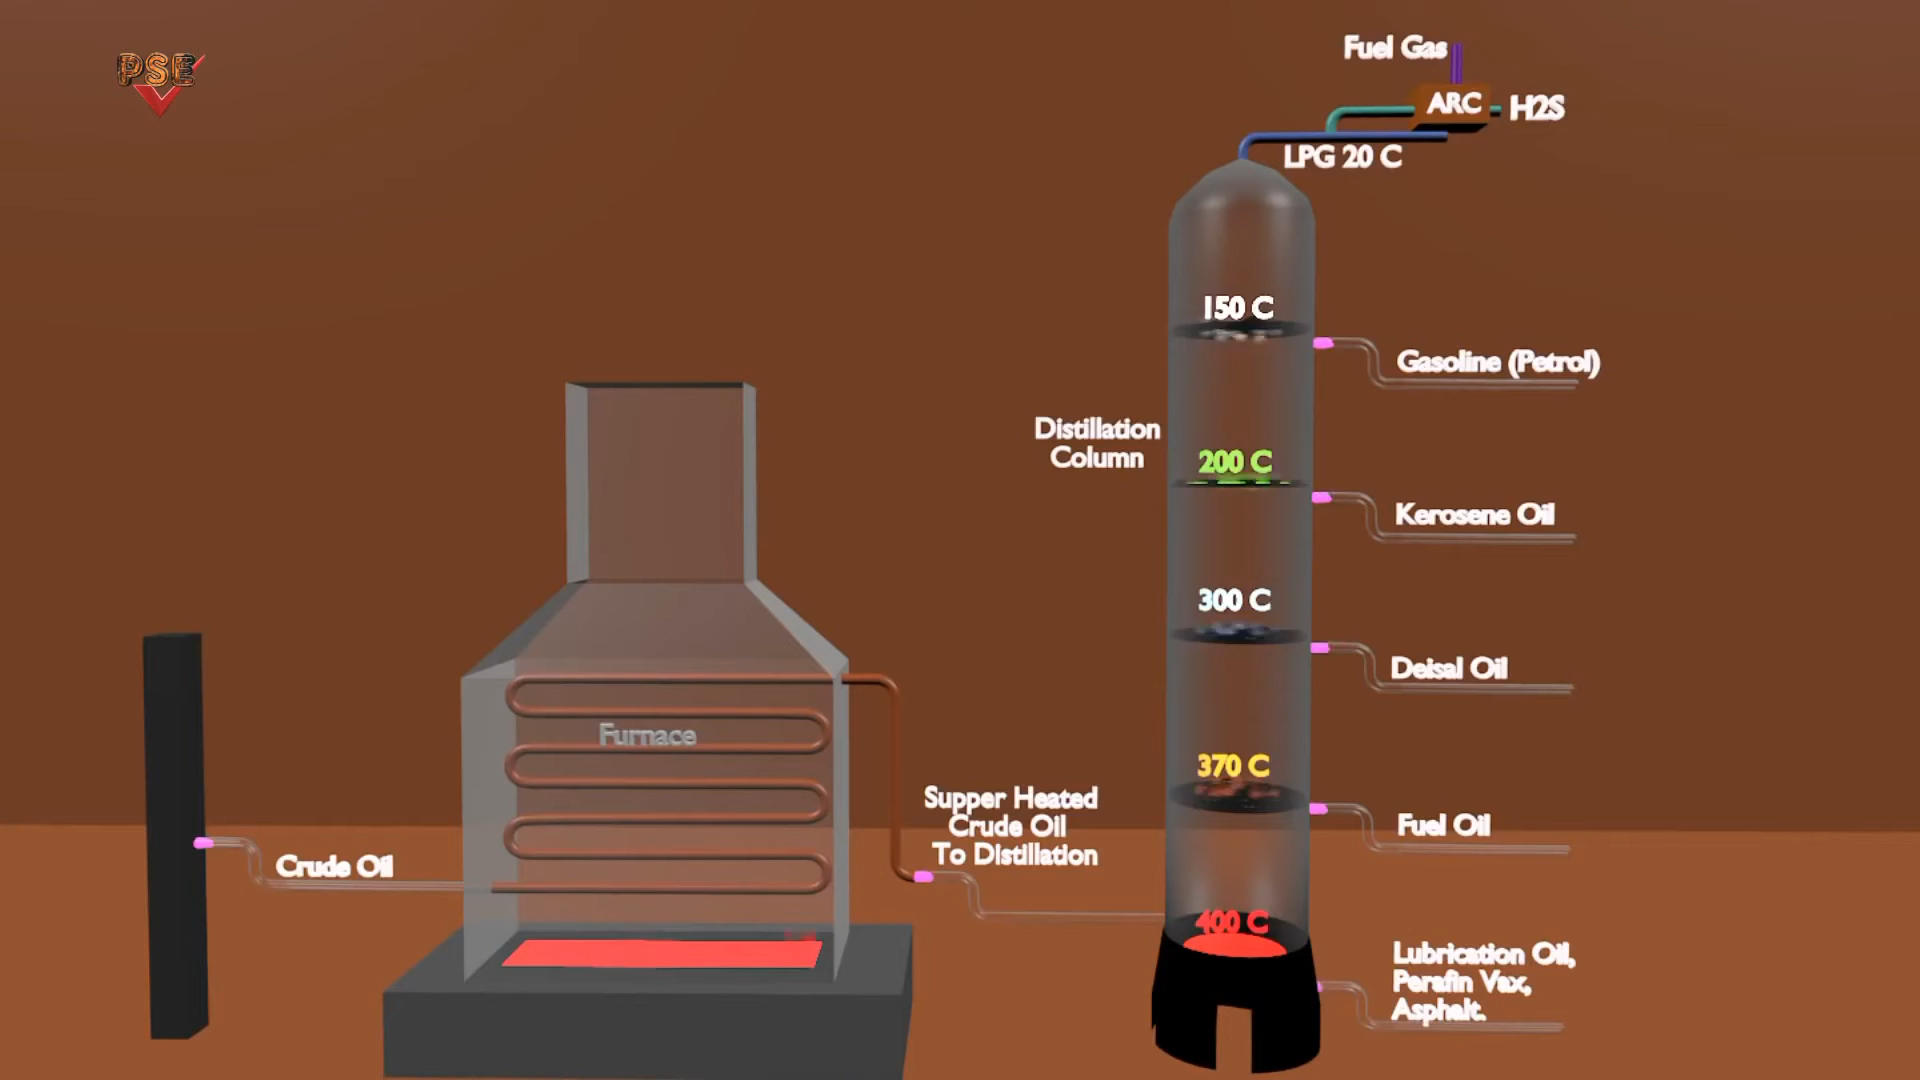 PSE
Fuel Gas
ARC
H2S
LPG 20 C
150 C
Gasoline (Petrol)
Distillation
Column
200 C
Kerosene Oil
300 C
Deisal Oil
Furnace
370 C
Supper Heated
Crude Oil
To Distillation
Fuel Oil
Crude Oil
400 C
Lubrication Oil,
Perafin Vax,
Asphalt.